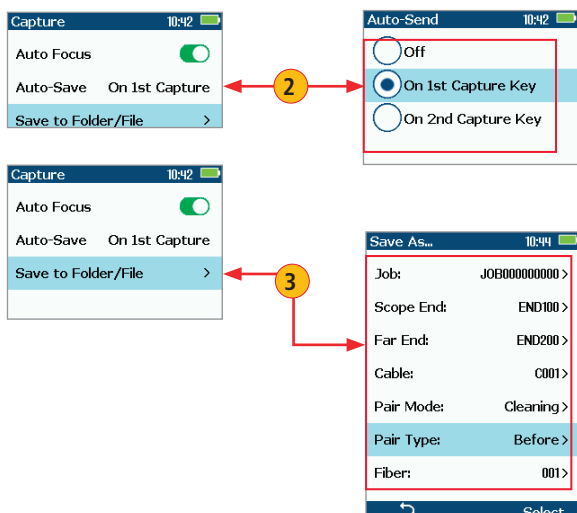 Capture 10:42
Auto Focus
Auto-Save On 1st Capture
Save to Folder/File >
2
Auto-Send 10:42
Off
On 1st Capture Key
On 2nd Capture Key
Capture 10:42
Auto Focus
Auto-Save On 1st Capture
Save to Folder/File >
3
Save As... 10:44
Job: JOB000000000 >
Scope End: END100 >
Far End: END200 >
Cable: C001 >
Pair Mode: Cleaning >
Pair Type: Before >
Fiber: 001 >
Select